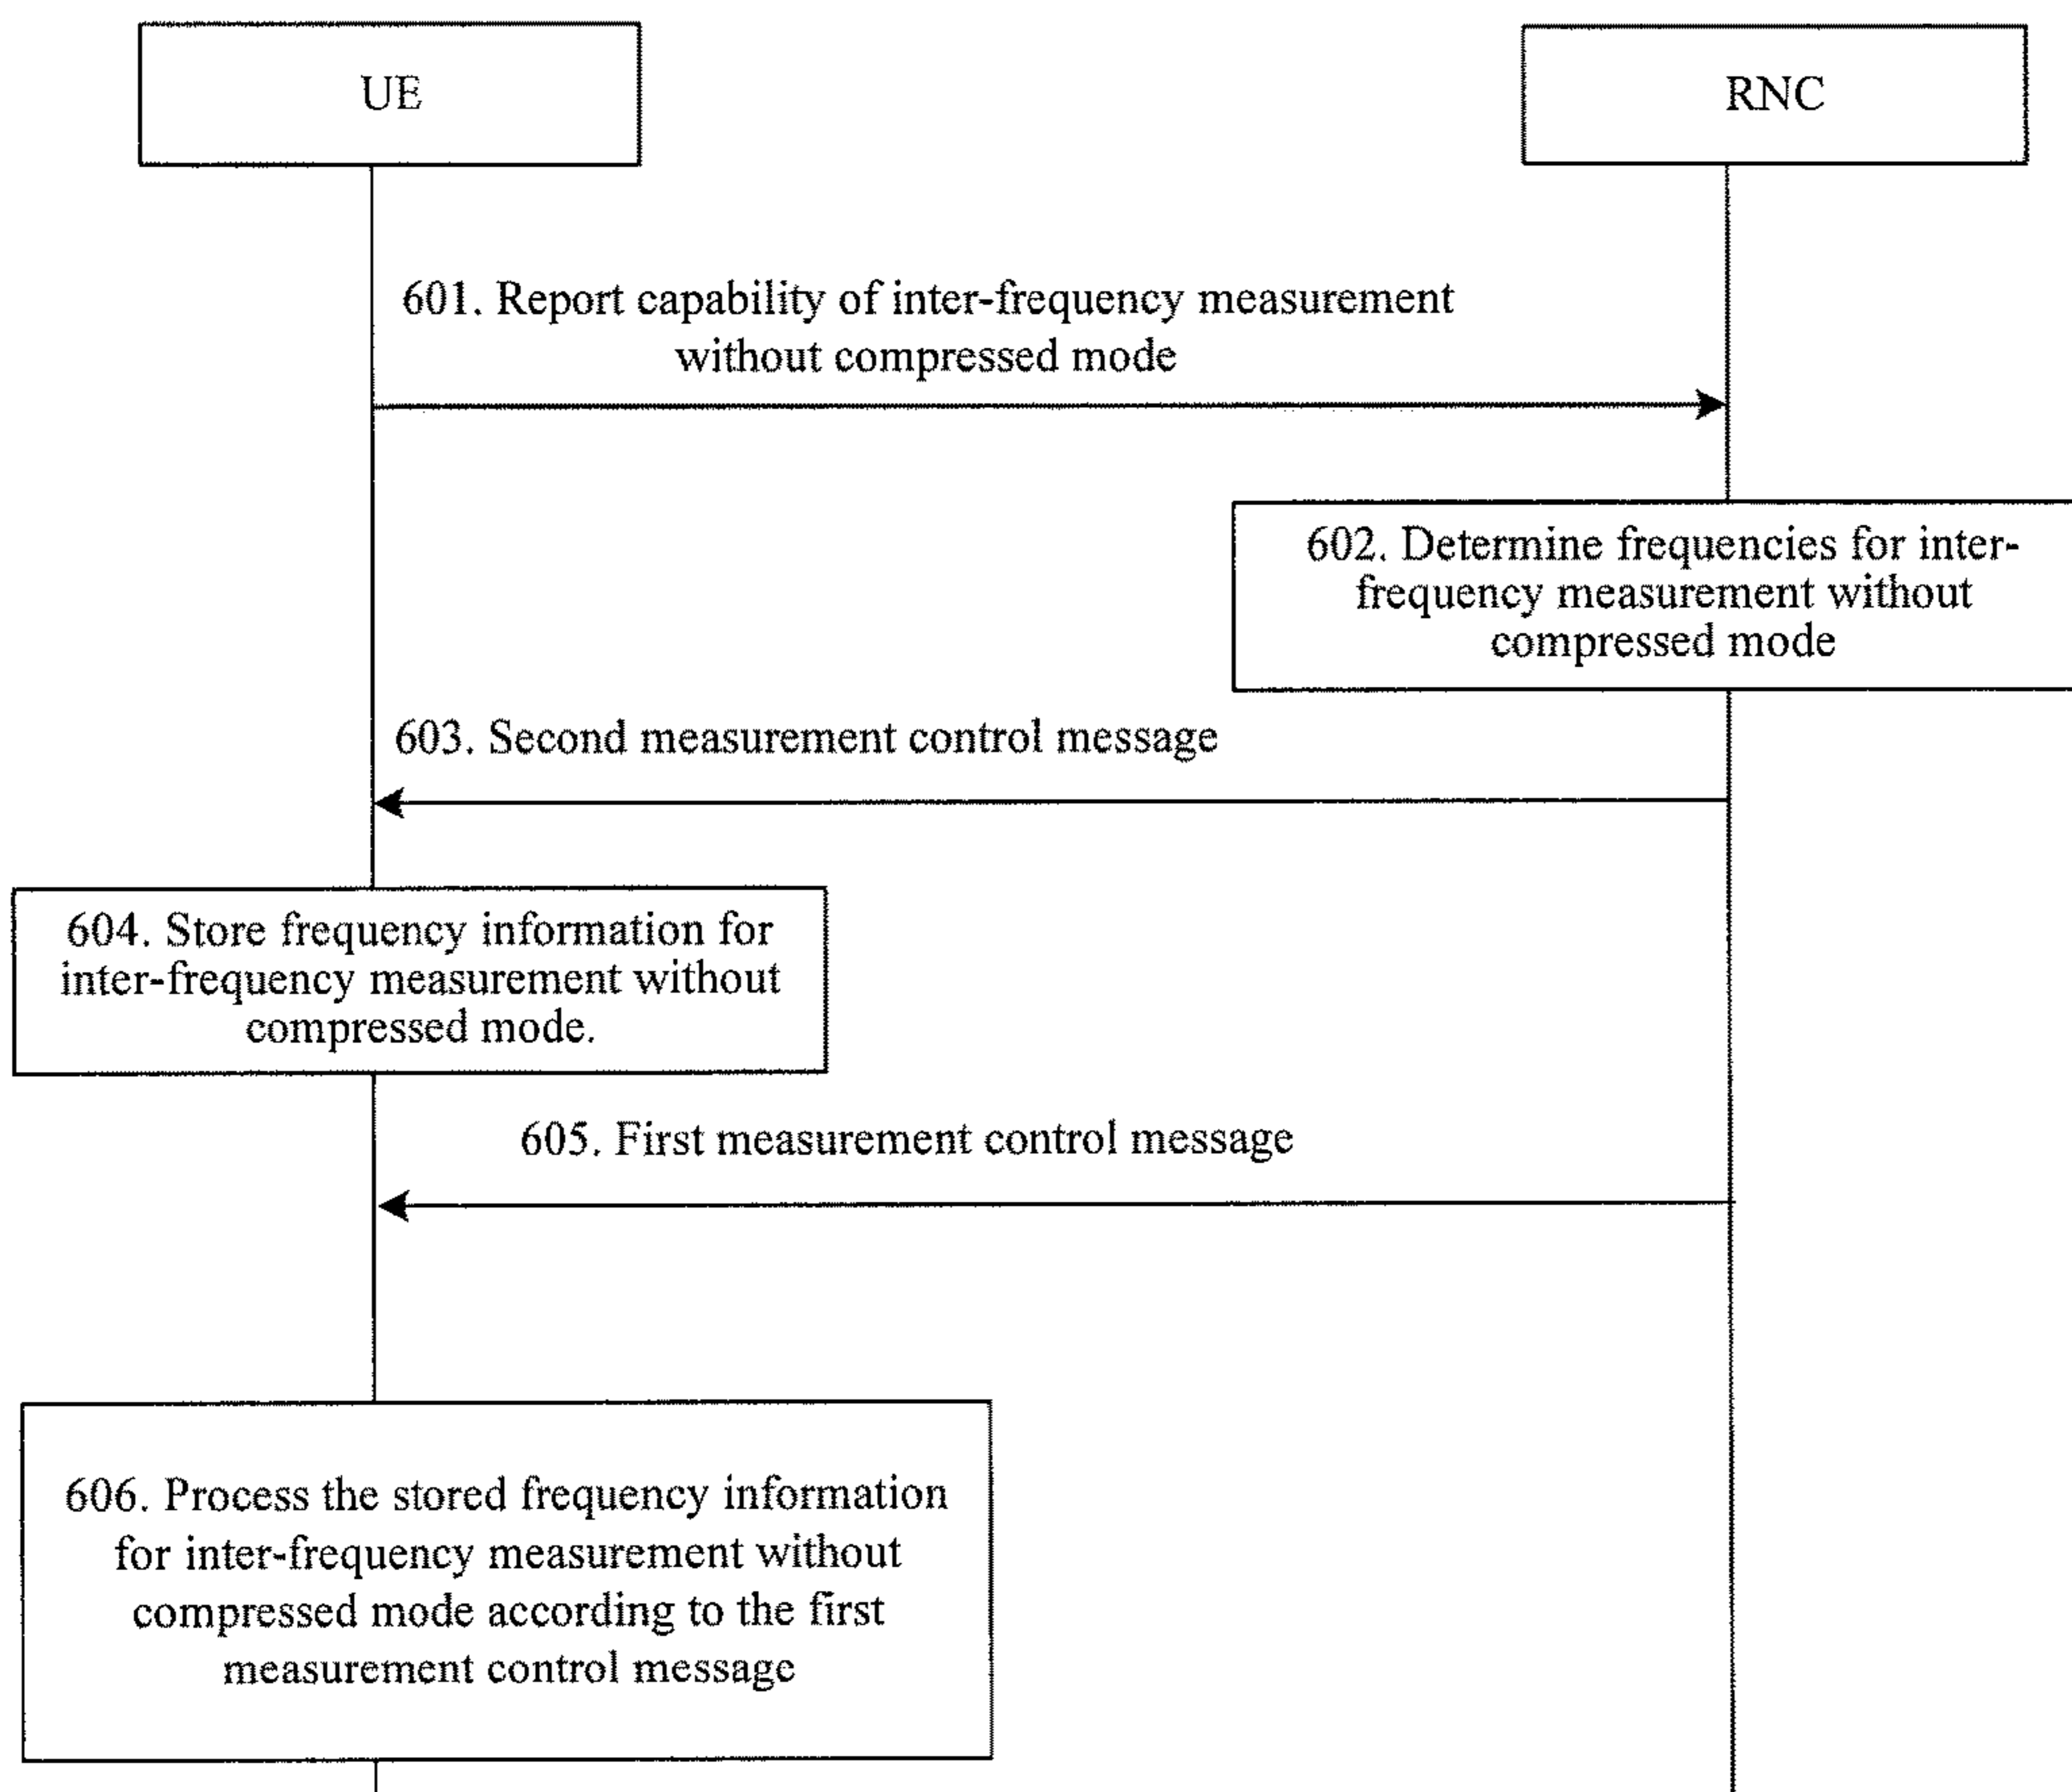 UE
RNC
601. Report capability of inter-frequency measurement
without compressed mode
602. Determine frequencies for inter-
frequency measurement without
compressed mode
603. Second measurement control message
604. Store frequency information for
inter-frequency measurement without
compressed mode.
605. First measurement control message
606. Process the stored frequency information
for inter-frequency measurement without
compressed mode according to the first
measurement control message